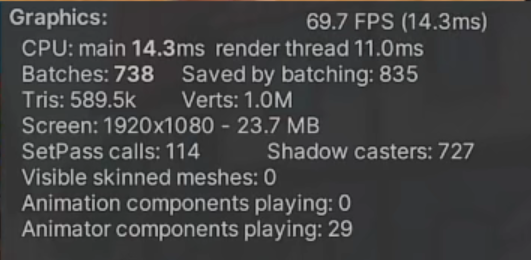 Graphics: 69.7 FPS (14.3ms)
CPU: main 14.3ms render thread 11.0ms
Batches: 738 Saved by batching: 835
Tris: 589.5k Verts: 1.0M
Screen: 1920x1080 - 23.7 MB
SetPass calls: 114 Shadow casters: 727
Visible skinned meshes: 0
Animation components playing: 0
Animator components playing: 29